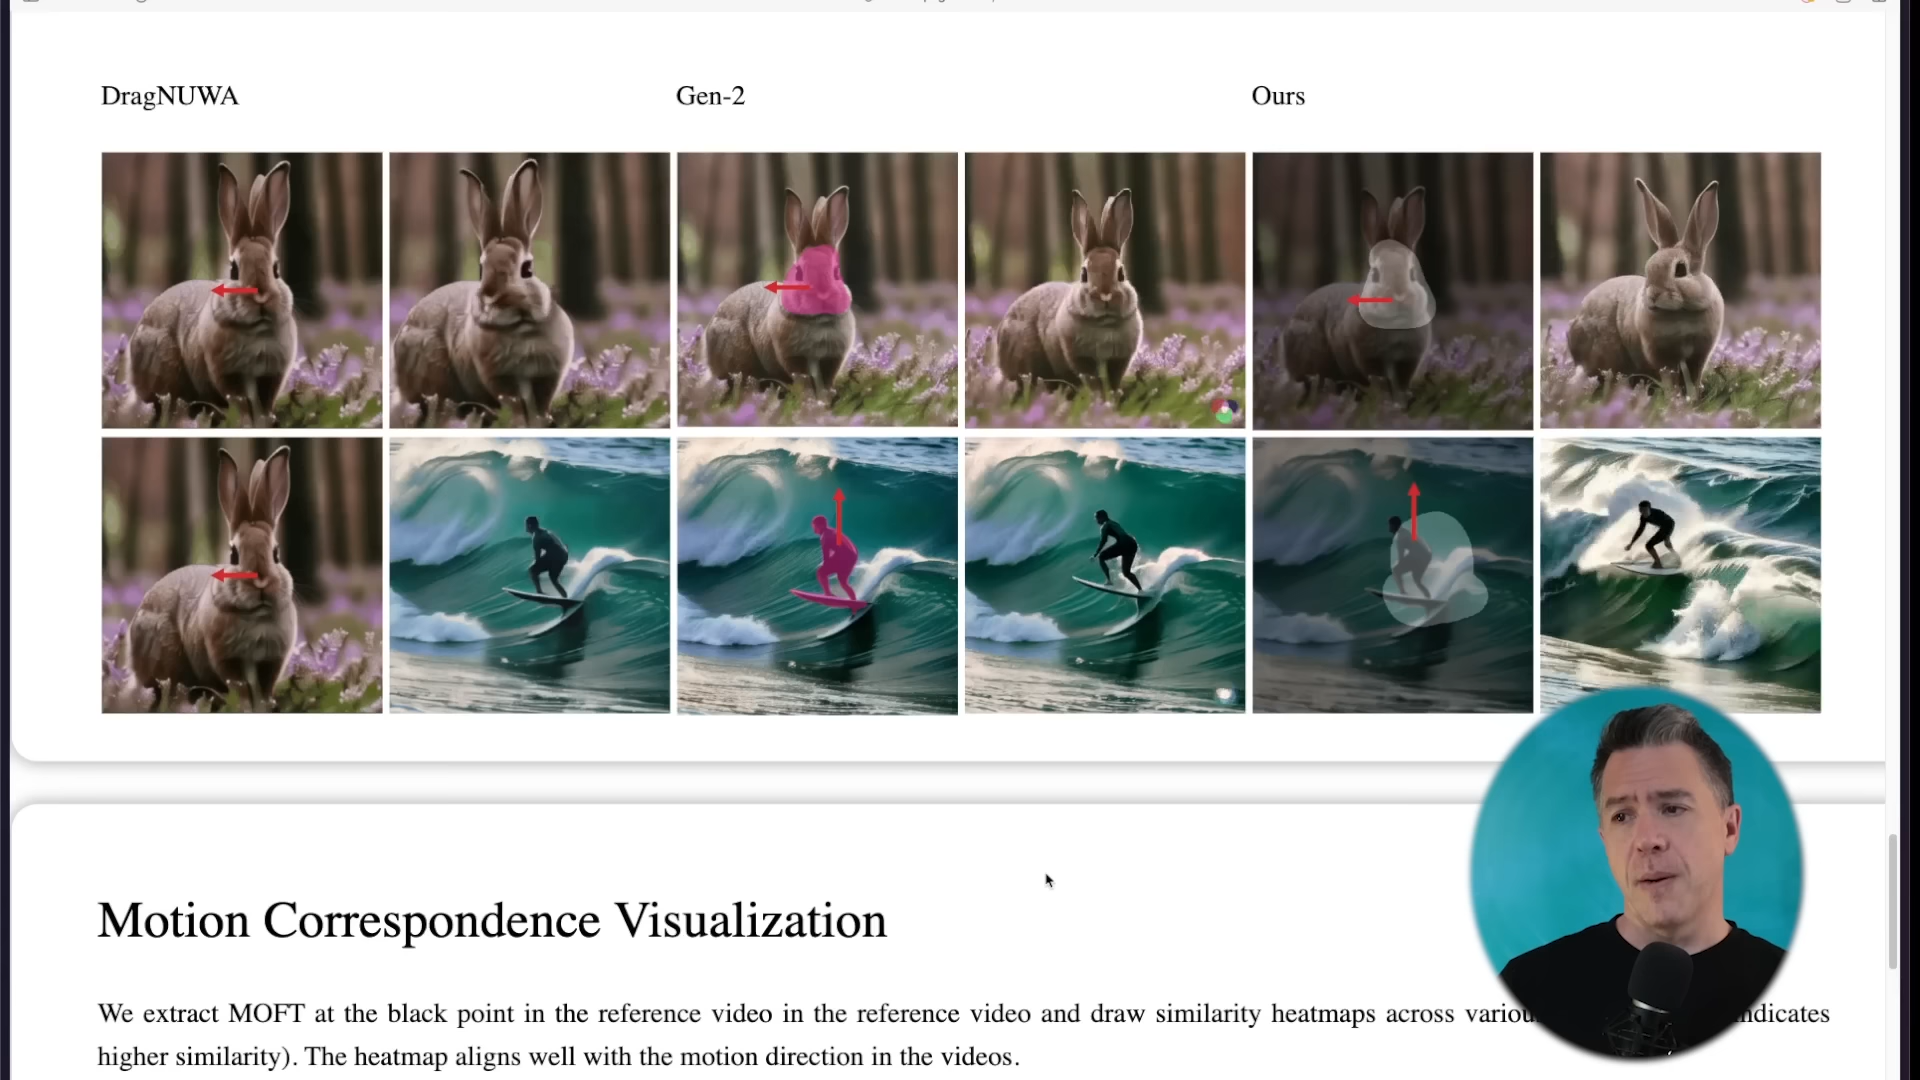 DragNUWA
Gen-2
Ours
Motion Correspondence Visualization
We extract MOFT at the black point in the reference video in the reference video and draw similarity heatmaps across
higher similarity). The heatmap aligns well with the motion direction in the videos.